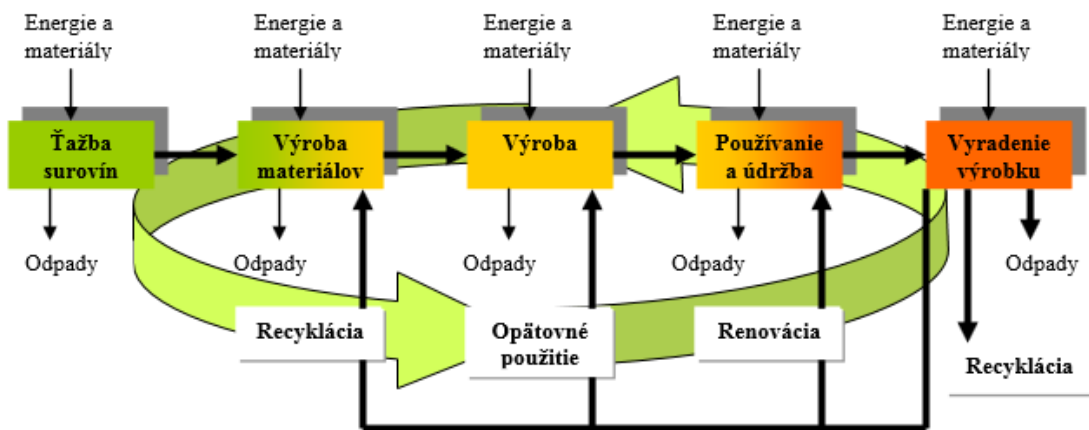 Energie a
materiály
Energie a
materiály
Energie a
materiály
Energie a
materiály
Energie a
materiály
Ťažba
surovín
Výroba
materiálov
Výroba
Používanie
a údržba
Vyradenie
výrobku
Odpady
Odpady
Odpady
Odpady
Odpady
Recyklácia
Opätovné
použitie
Renovácia
Recyklácia